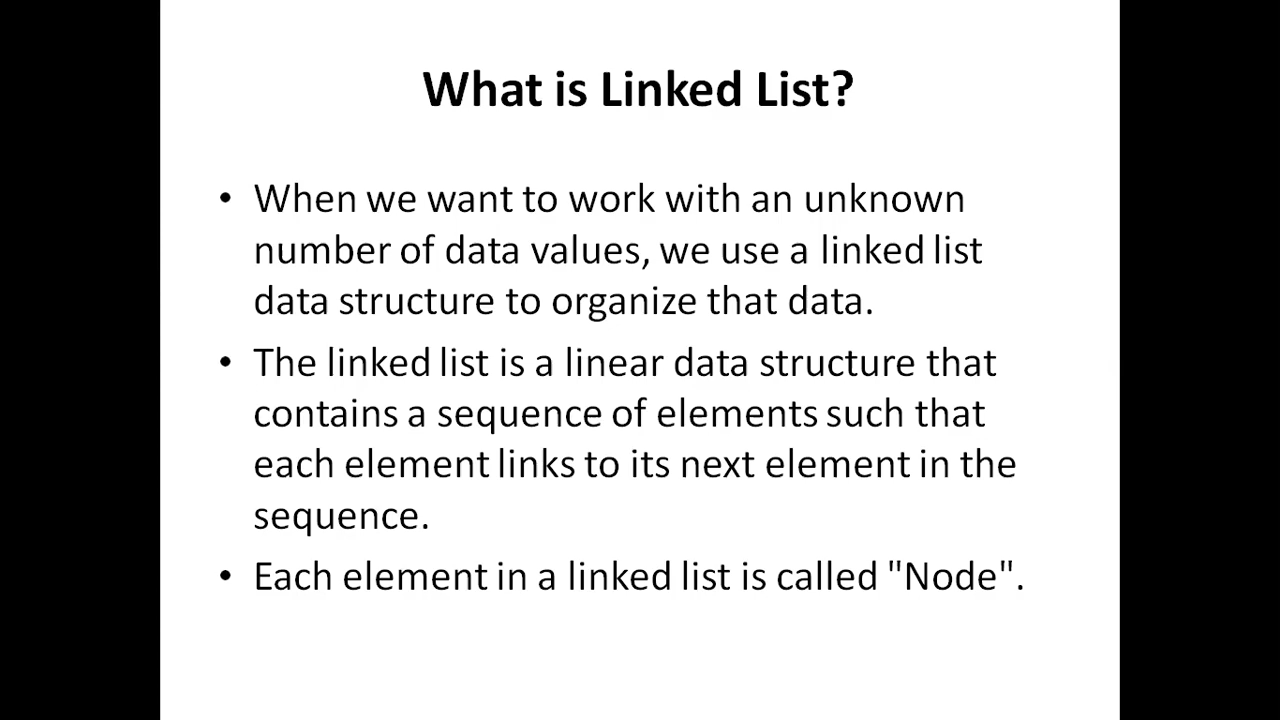 What is Linked List?
• When we want to work with an unknown
number of data values, we use a linked list
data structure to organize that data.
• The linked list is a linear data structure that
contains a sequence of elements such that
each element links to its next element in the
sequence.
• Each element in a linked list is called "Node".